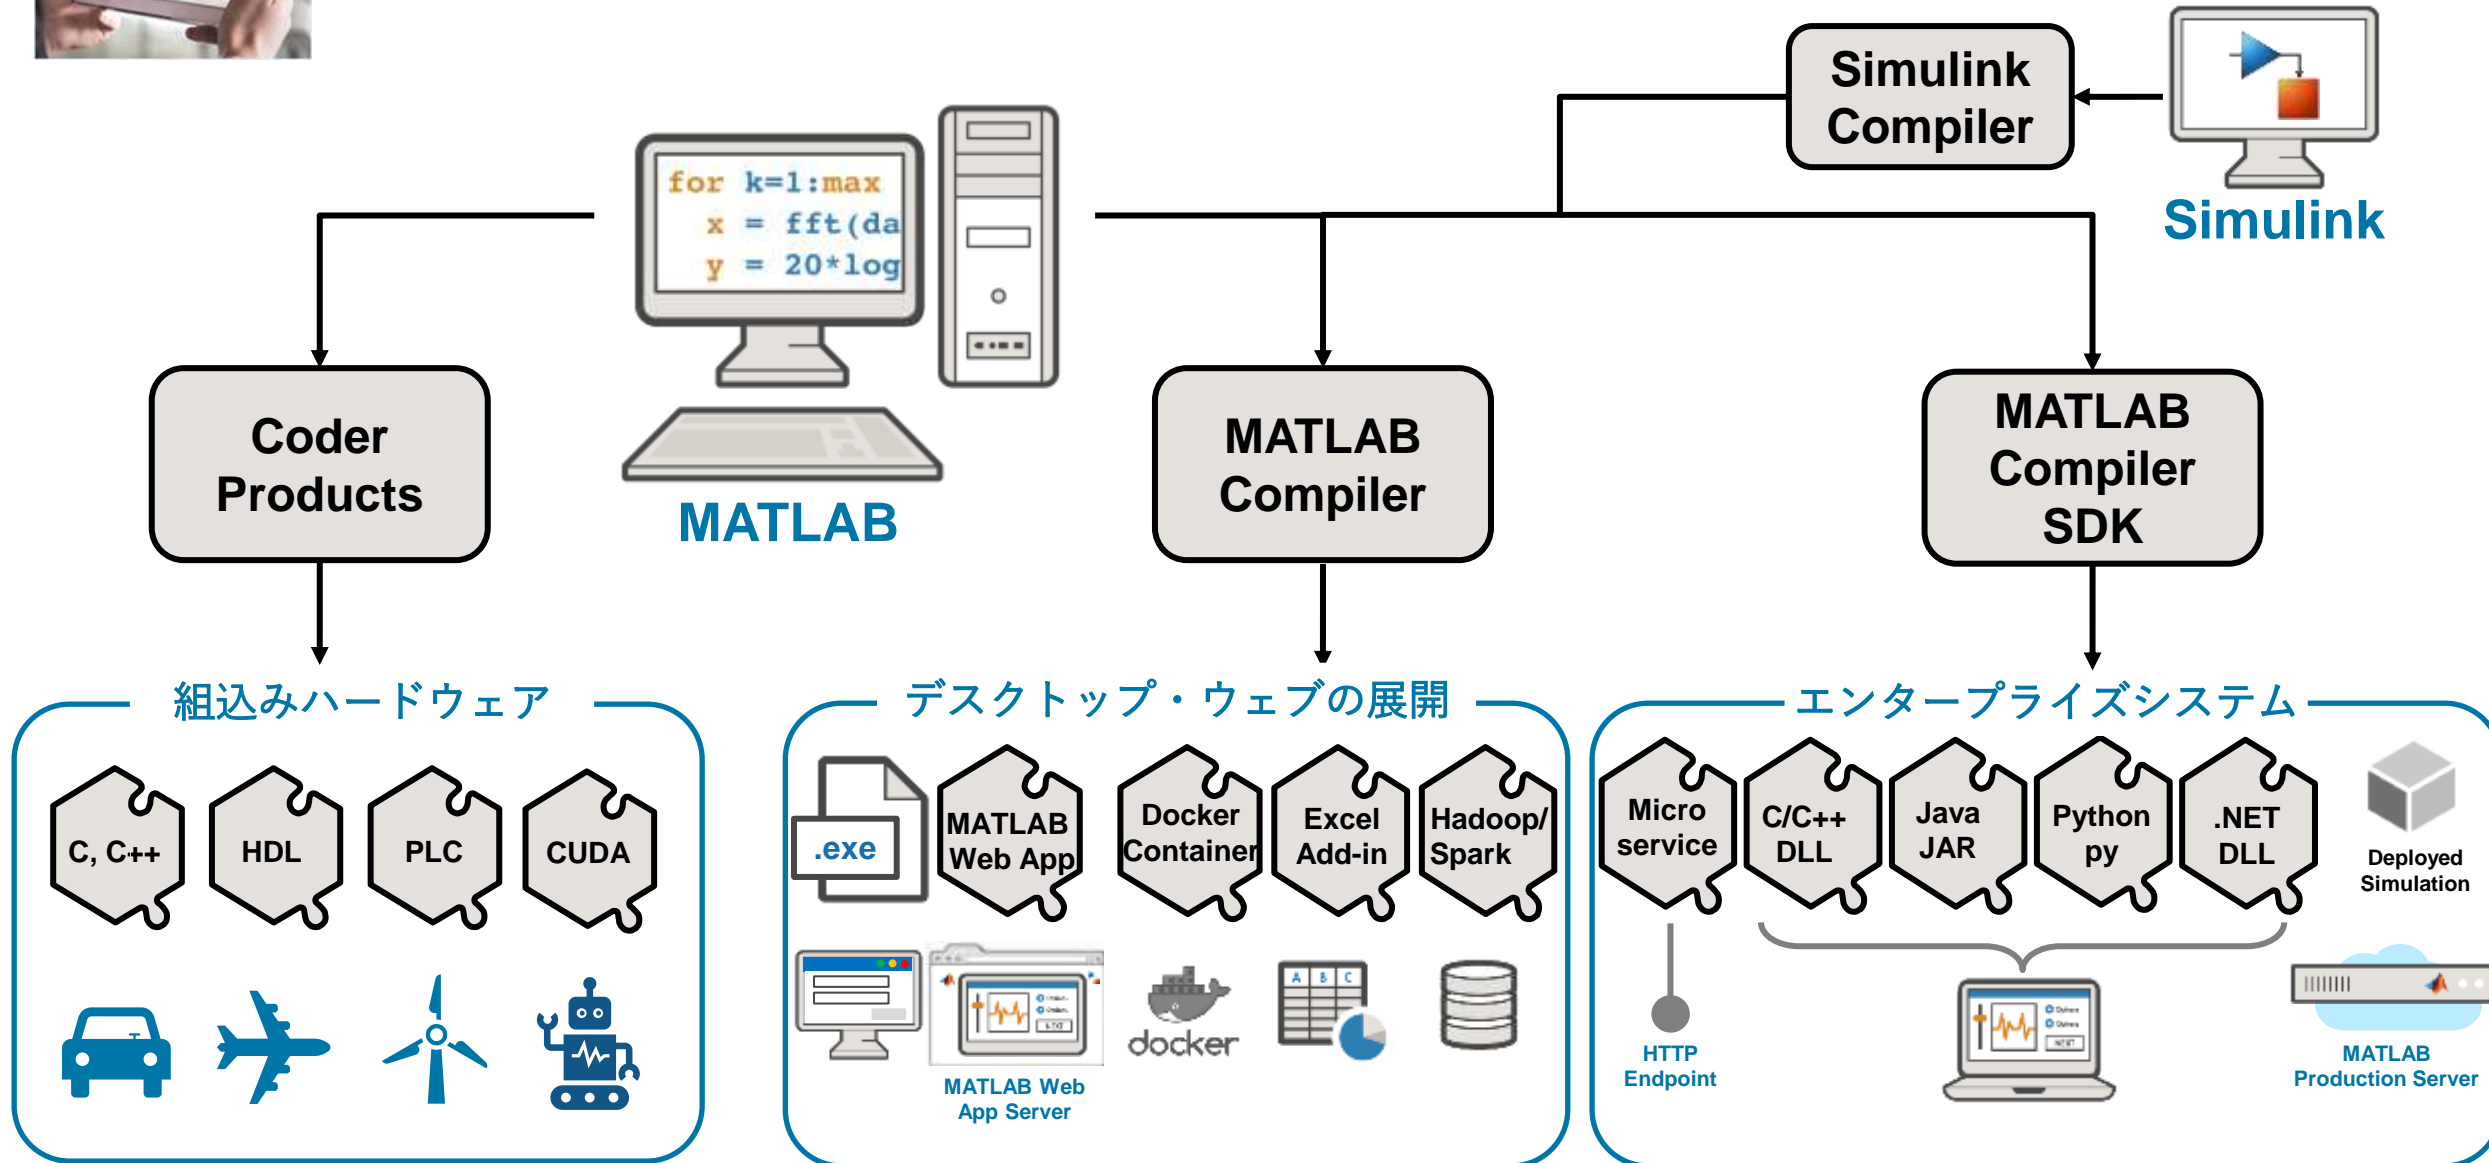 Simulink
Compiler
Simulink
for k=1:max
x = fft(da
y = 20*log
MATLAB
Coder
Products
MATLAB
Compiler
MATLAB
Compiler
SDK
組込みハードウェア
C, C++
HDL
PLC
CUDA
デスクトップ・ウェブの展開
.exe
MATLAB
Web App
Docker
Container
Excel
Add-in
Hadoop/
Spark
A B C
NEXT
docker
MATLAB Web
App Server
エンタープライズシステム
Micro
service
C/C++
DLL
Java
JAR
Python
py
.NET
DLL
Deployed
Simulation
HTTP
Endpoint
NEXT
MATLAB
Production Server